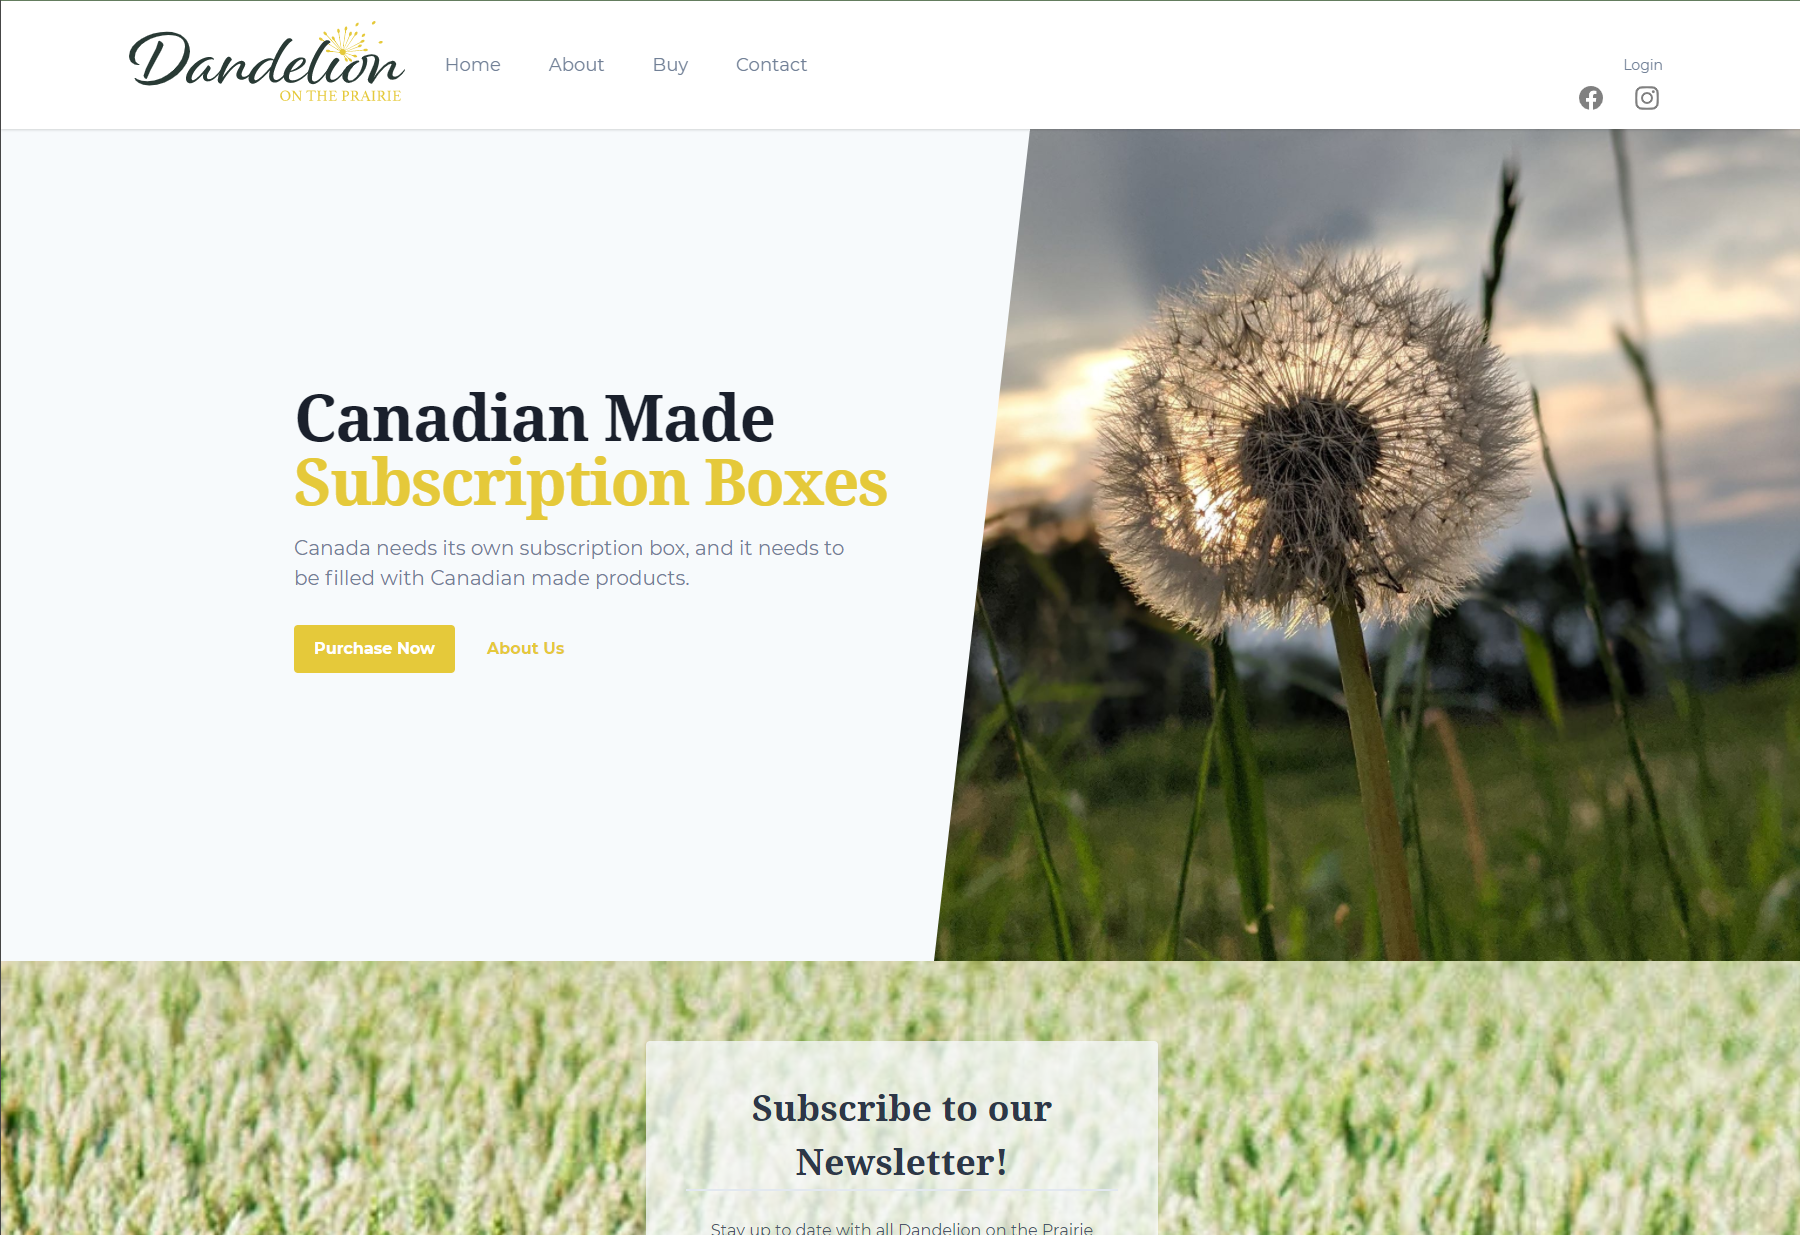 Dandelion
ON THE PRAIRIE
Home
About
Buy
Contact
Login
Canadian Made
Subscription Boxes
Canada needs its own subscription box, and it needs to
be filled with Canadian made products.
Purchase Now
About Us
Subscribe to our
Newsletter!
Stay up to date with all Dandelion on the Prairie